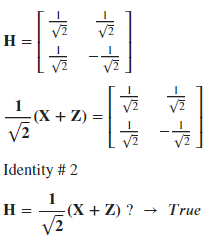 H = [ 1/√2 1/√2
1/√2 -1/√2 ]
1/√2 (X + Z) = [ 1/√2 1/√2
1/√2 -1/√2 ]
Identity # 2
H = 1/√2 (X + Z) ? → True